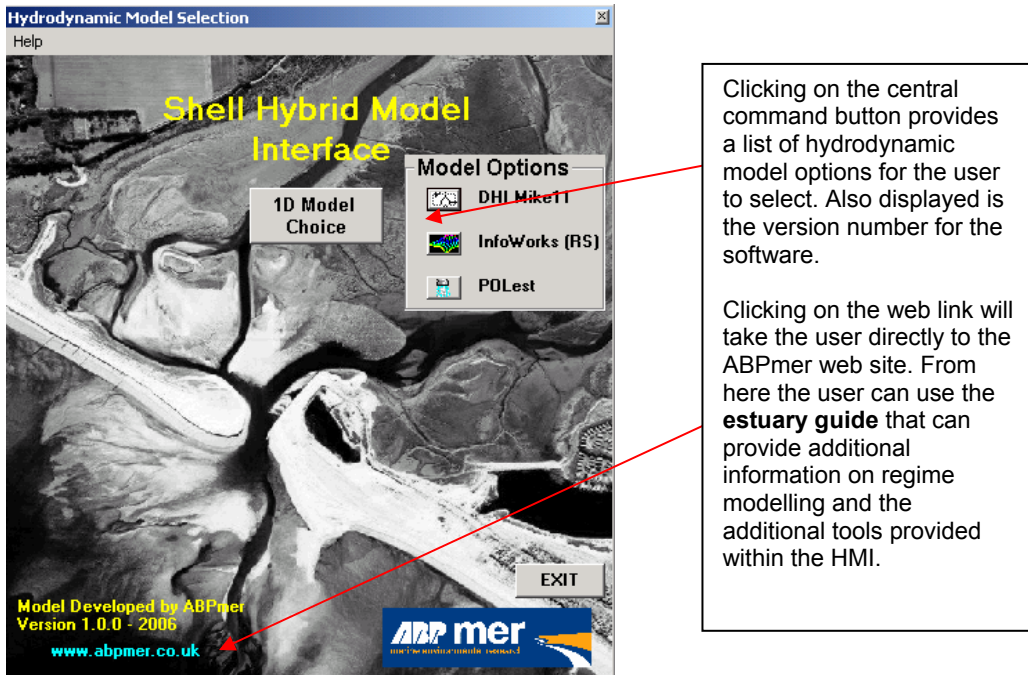 Hydrodynamic Model Selection
Help
Shell Hybrid Model
Interface
Model Options
1D Model
Choice
DHI Mike11
InfoWorks (RS)
POLest
EXIT
Model Developed by ABPmer
Version 1.0.0 - 2006
www.abpmer.co.uk
ABP mer
marine environmental research
Clicking on the central
command button provides
a list of hydrodynamic
model options for the user
to select. Also displayed is
the version number for the
software.
Clicking on the web link will
take the user directly to the
ABPmer web site. From
here the user can use the
estuary guide that can
provide additional
information on regime
modelling and the
additional tools provided
within the HMI.